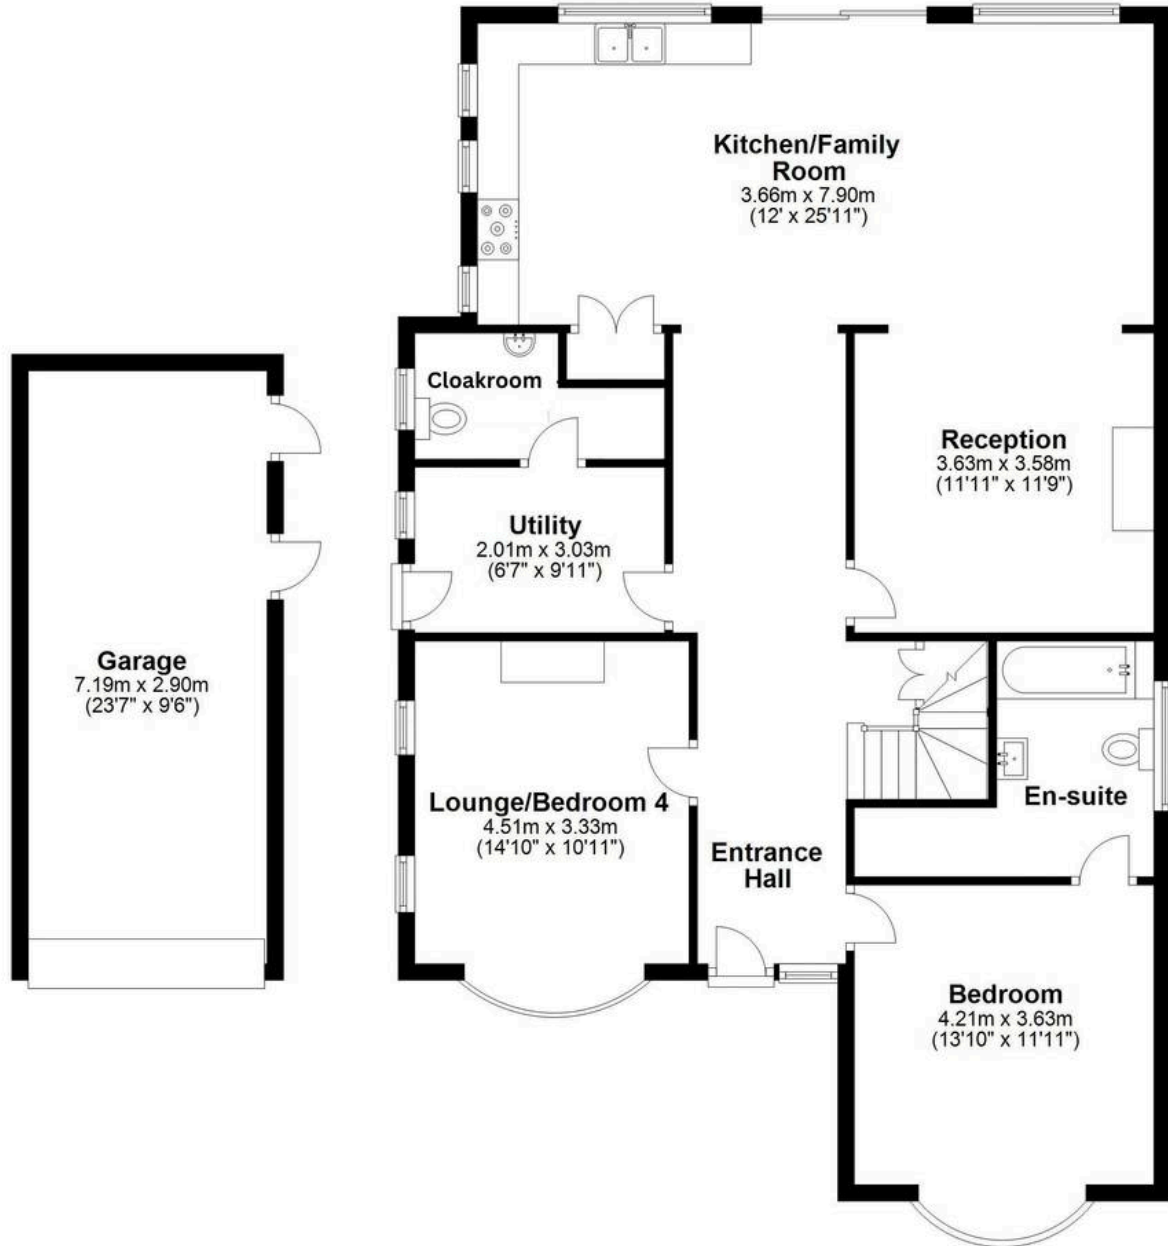 Kitchen/Family
Room
3.66m x 7.90m
(12' x 25'11")
Cloakroom
Reception
3.63m x 3.58m
(11'11" x 11'9")
Utility
2.01m x 3.03m
(6'7" x 9'11")
Garage
7.19m x 2.90m
(23'7" x 9'6")
Lounge/Bedroom 4
4.51m x 3.33m
(14'10" x 10'11")
En-suite
Entrance
Hall
Bedroom
4.21m x 3.63m
(13'10" x 11'11")